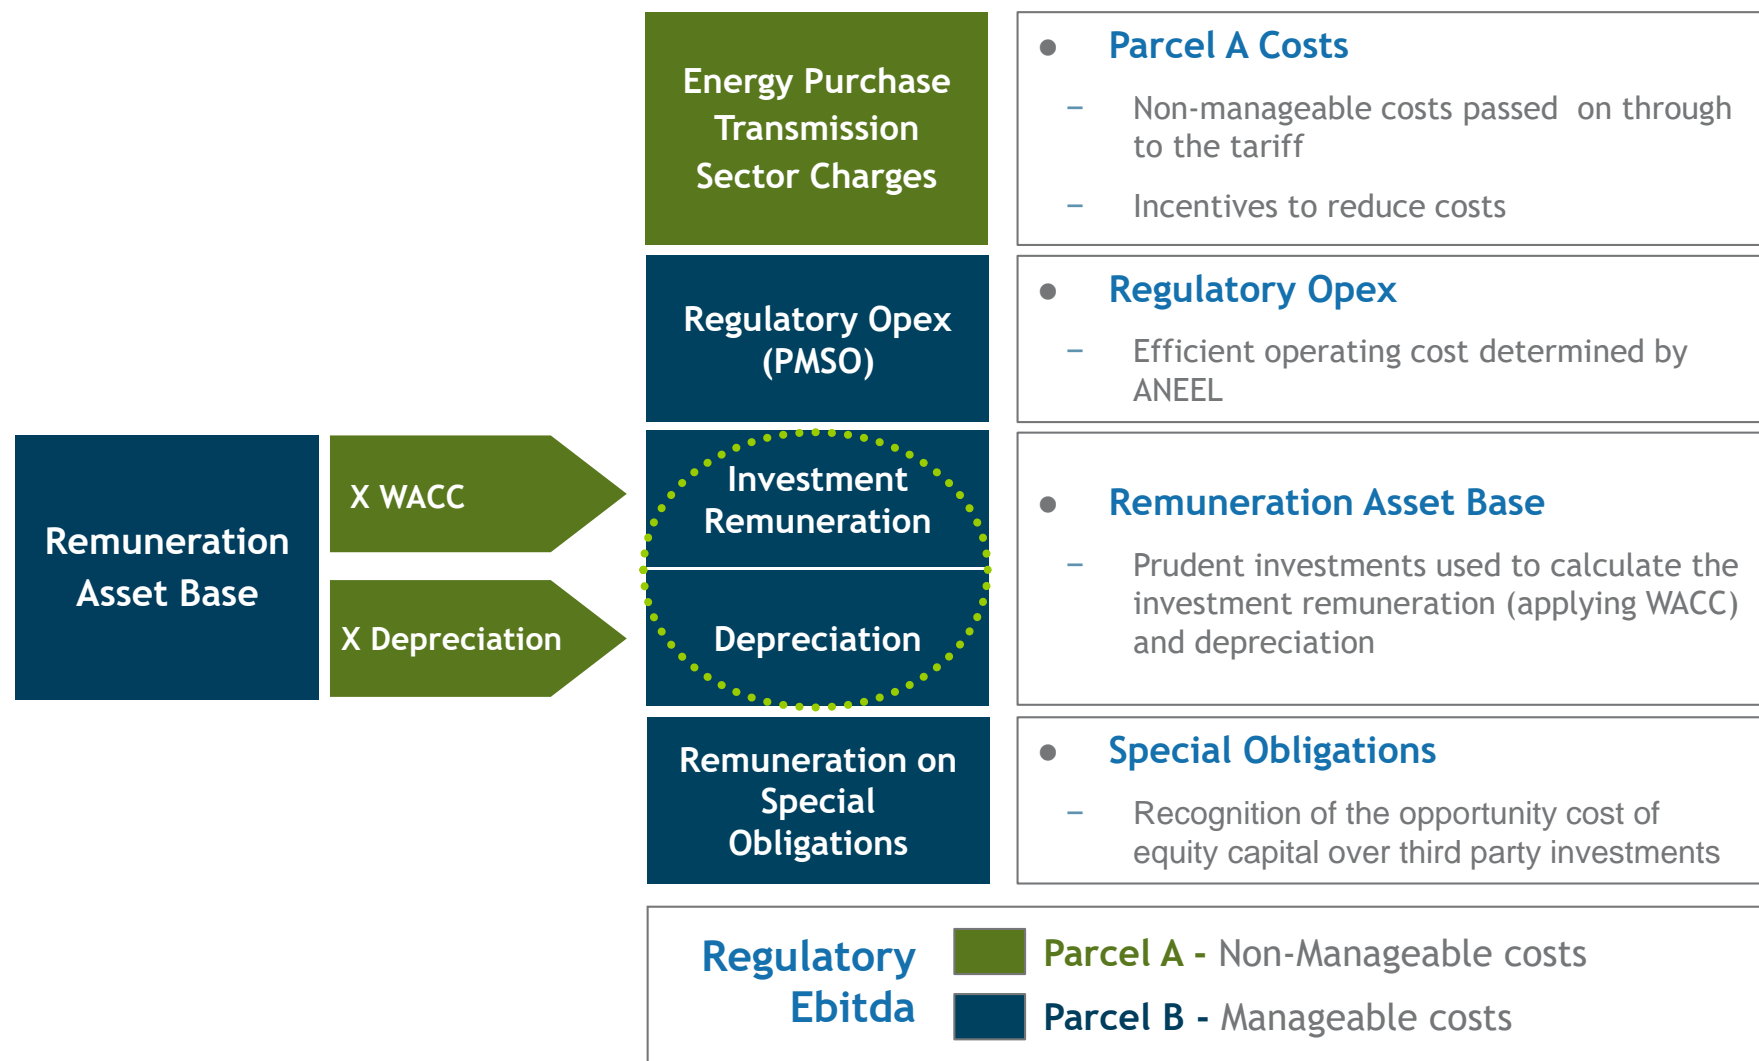 Energy Purchase
Transmission
Sector Charges
● Parcel A Costs
– Non-manageable costs passed on through
to the tariff
– Incentives to reduce costs
Regulatory Opex
(PMSO)
● Regulatory Opex
– Efficient operating cost determined by
ANEEL
Remuneration
Asset Base
X WACC
X Depreciation
Investment
Remuneration
Depreciation
● Remuneration Asset Base
– Prudent investments used to calculate the
investment remuneration (applying WACC)
and depreciation
Remuneration on
Special
Obligations
● Special Obligations
– Recognition of the opportunity cost of
equity capital over third party investments
Regulatory
Ebitda
Parcel A - Non-Manageable costs
Parcel B - Manageable costs